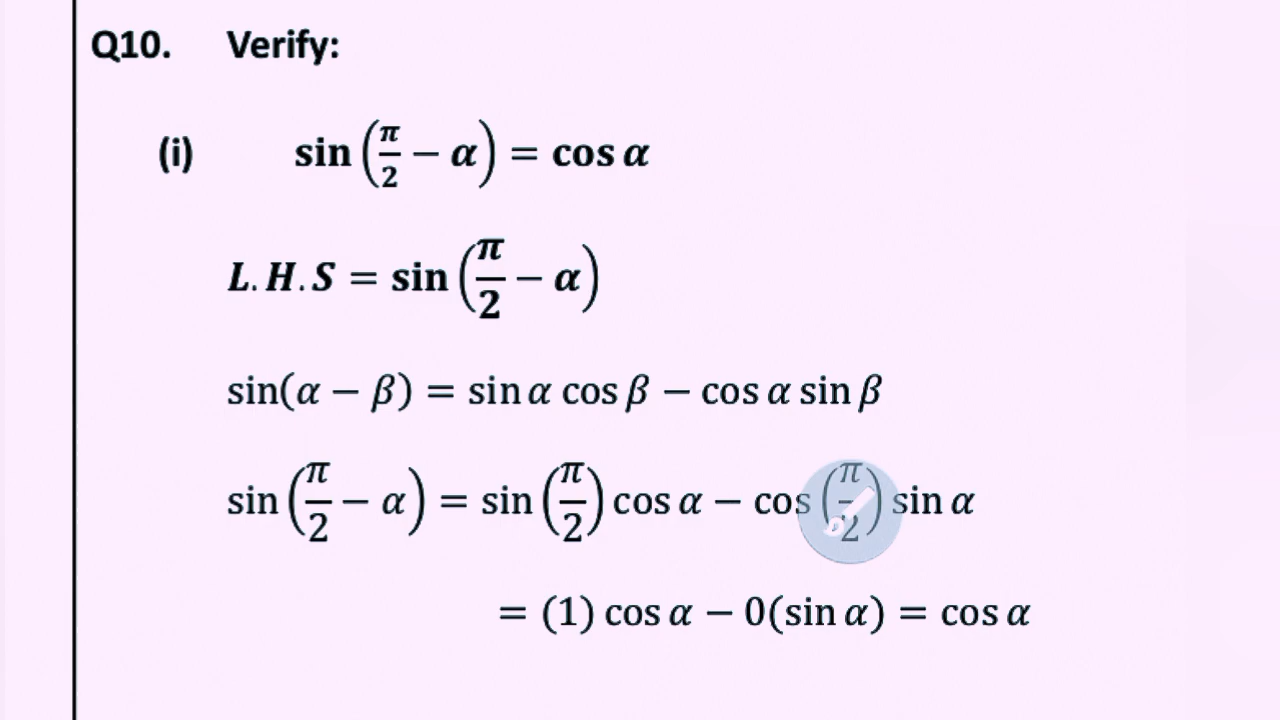 Q10. Verify:
(i) sin (π/2 − α) = cos α
L.H.S = sin (π/2 − α)
sin(α − β) = sin α cos β − cos α sin β
sin (π/2 − α) = sin (π/2) cos α − cos (π/2) sin α
= (1) cos α − 0(sin α) = cos α